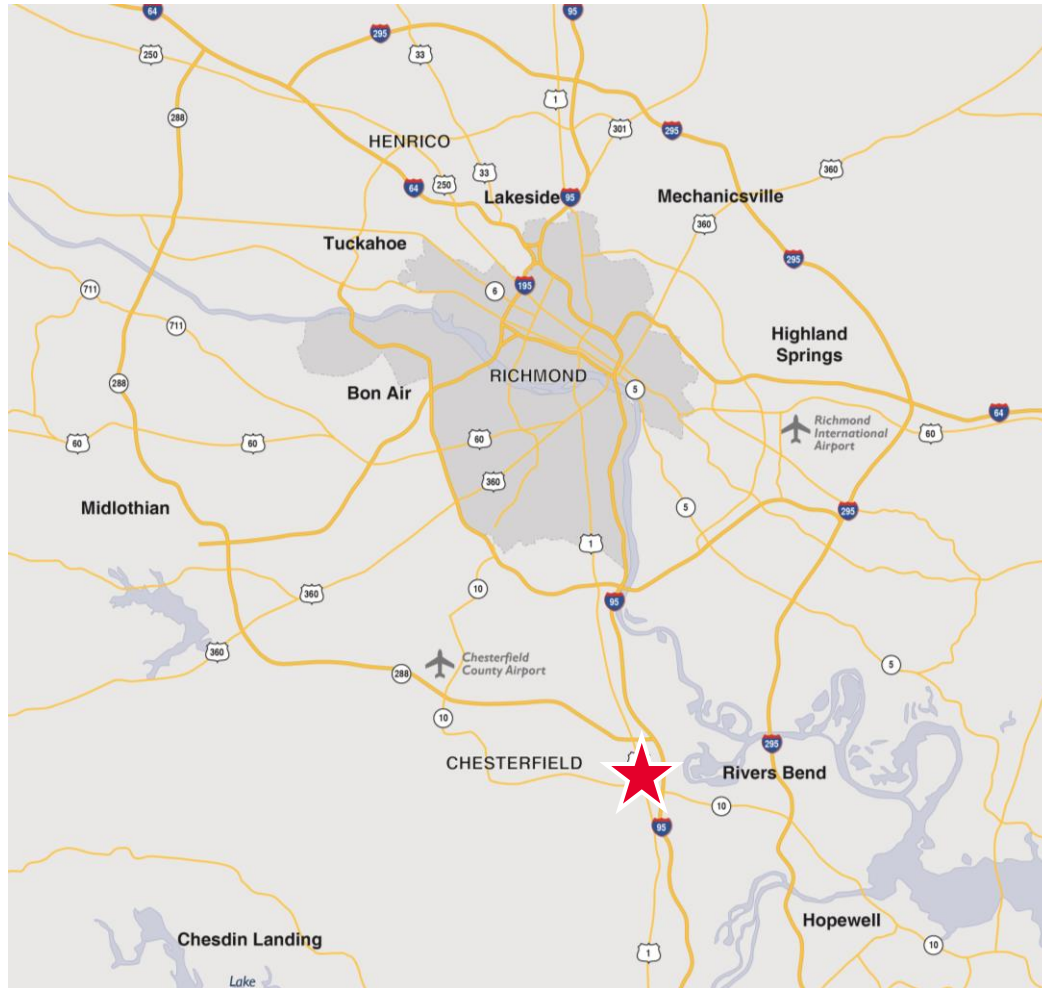 64
95
295
250
33
1
288
301
295
HENRICO
360
33
64
250
Lakeside
95
Mechanicsville
360
Tuckahoe
295
195
6
711
711
Highland
Springs
RICHMOND
288
Bon Air
5
64
Richmond
International
Airport
60
60
60
60
360
Midlothian
5
295
1
10
360
95
360
Chesterfield
County Airport
288
5
10
295
CHESTERFIELD
Rivers Bend
10
95
Hopewell
Chesdin Landing
10
1
Lake